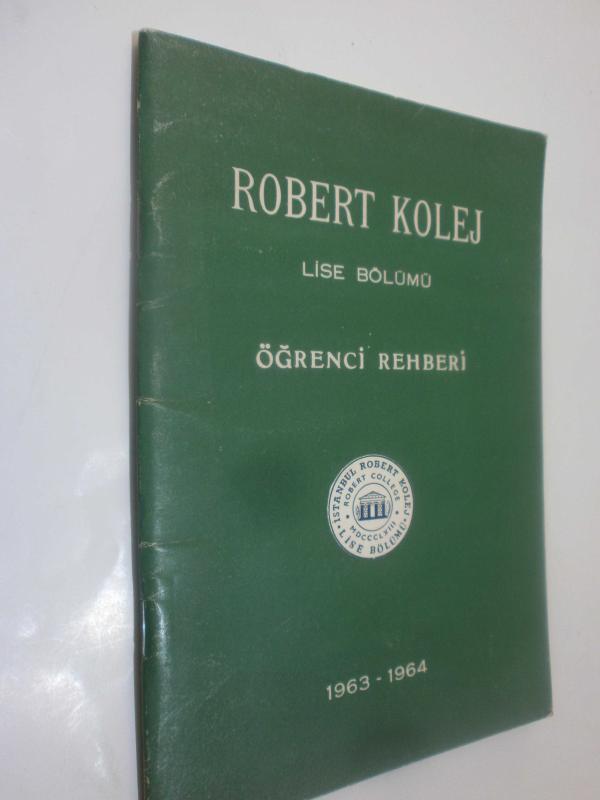 ROBERT KOLEJ
LİSE BÖLÜMÜ
ÖĞRENCİ REHBERİ
İSTANBUL ROBERT KOLEJ
ROBERT COLLEGE
MDCCCLXIII
LİSE BÖLÜMÜ
1963 - 1964